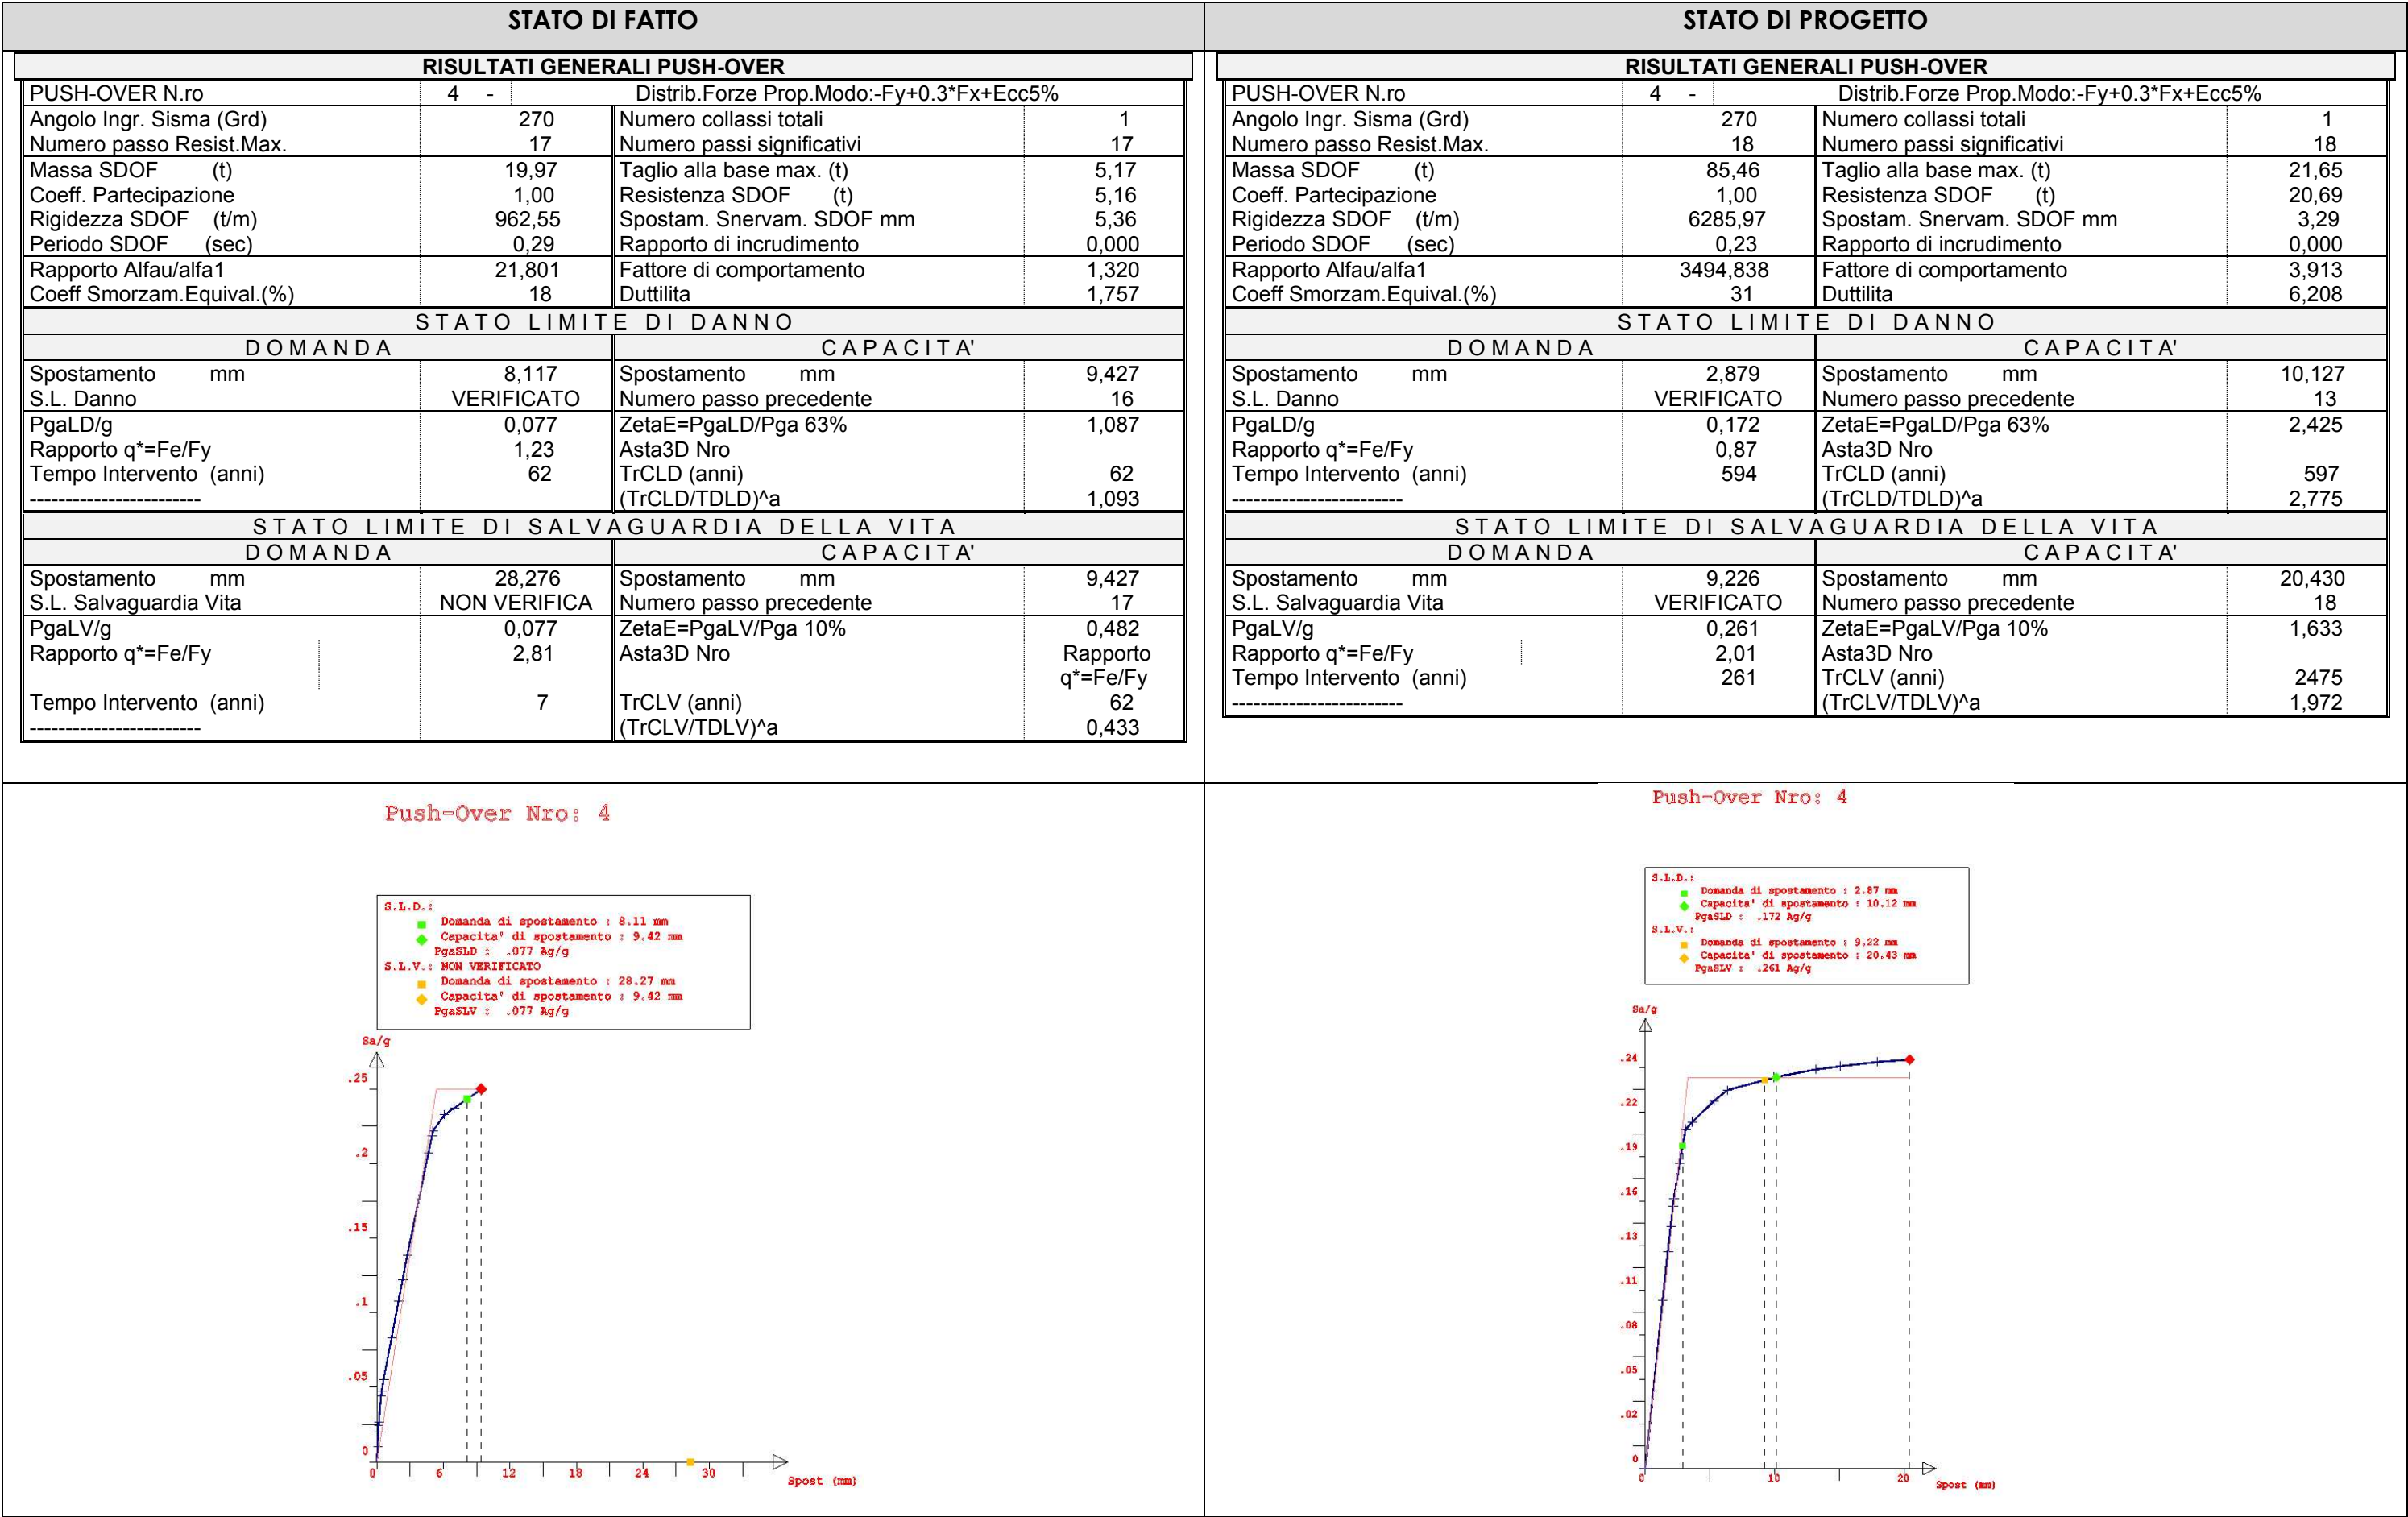 STATO DI FATTO
RISULTATI GENERALI PUSH-OVER
PUSH-OVER N.ro 4 - Distrib.Forze Prop.Modo:-Fy+0.3*Fx+Ecc5%
Angolo Ingr. Sisma (Grd) 270 Numero collassi totali 1
Numero passo Resist.Max. 17 Numero passi significativi 17
Massa SDOF (t) 19,97 Taglio alla base max. (t) 5,17
Coeff. Partecipazione 1,00 Resistenza SDOF (t) 5,16
Rigidezza SDOF (t/m) 962,55 Spostam. Snervam. SDOF mm 5,36
Periodo SDOF (sec) 0,29 Rapporto di incrudimento 0,000
Rapporto Alfau/alfa1 21,801 Fattore di comportamento 1,320
Coeff Smorzam.Equival.(%) 18 Duttilita 1,757
STATO LIMITE DI DANNO
DOMANDA CAPACITA'
Spostamento mm 8,117 Spostamento mm 9,427
S.L. Danno VERIFICATO Numero passo precedente 16
PgaLD/g 0,077 ZetaE=PgaLD/Pga 63% 1,087
Rapporto q*=Fe/Fy 1,23 Asta3D Nro
Tempo Intervento (anni) 62 TrCLD (anni) 62
------------------------ (TrCLD/TDLD)^a 1,093
STATO LIMITE DI SALVAGUARDIA DELLA VITA
DOMANDA CAPACITA'
Spostamento mm 28,276 Spostamento mm 9,427
S.L. Salvaguardia Vita NON VERIFICA Numero passo precedente 17
PgaLV/g 0,077 ZetaE=PgaLV/Pga 10% 0,482
Rapporto q*=Fe/Fy 2,81 Asta3D Nro Rapporto
q*=Fe/Fy
Tempo Intervento (anni) 7 TrCLV (anni) 62
------------------------ (TrCLV/TDLV)^a 0,433
STATO DI PROGETTO
RISULTATI GENERALI PUSH-OVER
PUSH-OVER N.ro 4 - Distrib.Forze Prop.Modo:-Fy+0.3*Fx+Ecc5%
Angolo Ingr. Sisma (Grd) 270 Numero collassi totali 1
Numero passo Resist.Max. 18 Numero passi significativi 18
Massa SDOF (t) 85,46 Taglio alla base max. (t) 21,65
Coeff. Partecipazione 1,00 Resistenza SDOF (t) 20,69
Rigidezza SDOF (t/m) 6285,97 Spostam. Snervam. SDOF mm 3,29
Periodo SDOF (sec) 0,23 Rapporto di incrudimento 0,000
Rapporto Alfau/alfa1 3494,838 Fattore di comportamento 3,913
Coeff Smorzam.Equival.(%) 31 Duttilita 6,208
STATO LIMITE DI DANNO
DOMANDA CAPACITA'
Spostamento mm 2,879 Spostamento mm 10,127
S.L. Danno VERIFICATO Numero passo precedente 13
PgaLD/g 0,172 ZetaE=PgaLD/Pga 63% 2,425
Rapporto q*=Fe/Fy 0,87 Asta3D Nro
Tempo Intervento (anni) 594 TrCLD (anni) 597
------------------------ (TrCLD/TDLD)^a 2,775
STATO LIMITE DI SALVAGUARDIA DELLA VITA
DOMANDA CAPACITA'
Spostamento mm 9,226 Spostamento mm 20,430
S.L. Salvaguardia Vita VERIFICATO Numero passo precedente 18
PgaLV/g 0,261 ZetaE=PgaLV/Pga 10% 1,633
Rapporto q*=Fe/Fy 2,01 Asta3D Nro
Tempo Intervento (anni) 261 TrCLV (anni) 2475
------------------------ (TrCLV/TDLV)^a 1,972
Push-Over Nro: 4
S.L.D.:
Domanda di spostamento : 8.11 mm
Capacita' di spostamento : 9.42 mm
PgaSLD : .077 Ag/g
S.L.V.: NON VERIFICATO
Domanda di spostamento : 28.27 mm
Capacita' di spostamento : 9.42 mm
PgaSLV : .077 Ag/g
Sa/g
.25
.2
.15
.1
.05
0
0 6 12 18 24 30
Spost (mm)
Push-Over Nro: 4
S.L.D.:
Domanda di spostamento : 2.87 mm
Capacita' di spostamento : 10.12 mm
PgaSLD : .172 Ag/g
S.L.V.:
Domanda di spostamento : 9.22 mm
Capacita' di spostamento : 20.43 mm
PgaSLV : .261 Ag/g
Sa/g
.24
.22
.19
.16
.13
.11
.08
.05
.02
0
0 10 20
Spost (mm)